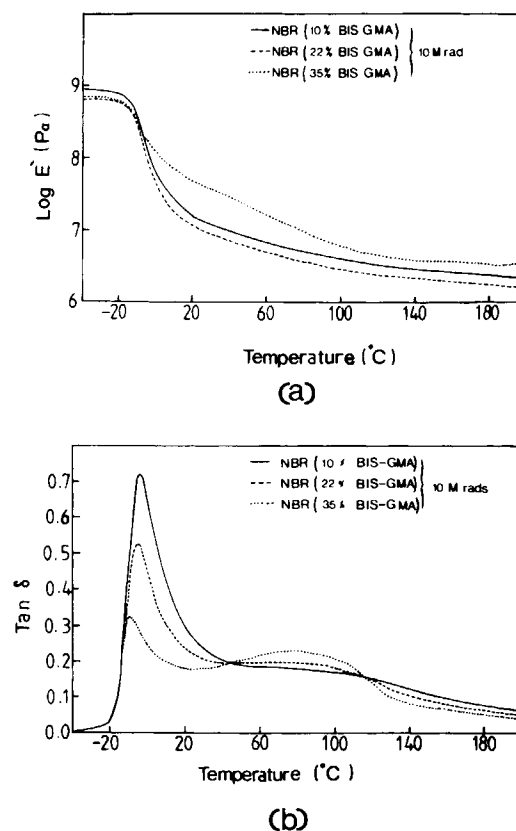 NBR (10% BIS GMA)
NBR (22% BIS GMA) 10 M rad
NBR (35% BIS GMA)
9
8
7
6
Log E` (Pa)
-20 20 60 100 140 180
Temperature (°C)
(a)
NBR (10 % BIS-GMA)
NBR (22 % BIS-GMA) 10 M rads
NBR (35 % BIS-GMA)
0.7
0.6
0.5
0.4
0.3
0.2
0.1
0.0
Tan δ
-20 20 60 100 140 180
Temperature (°C)
(b)